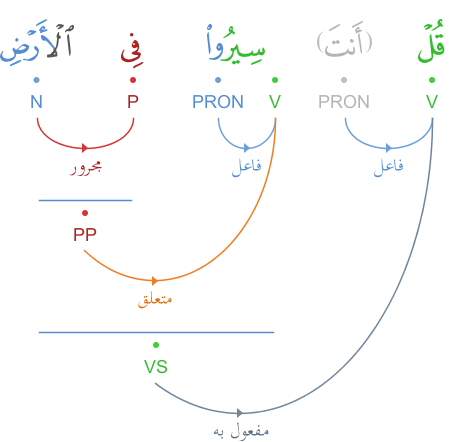 قُلْ (أَنتَ) سِيرُوا۟ فِى ٱلْأَرْضِ
V PRON V PRON P N
فاعل فاعل مجرور
PP
متعلق
VS
مفعول به